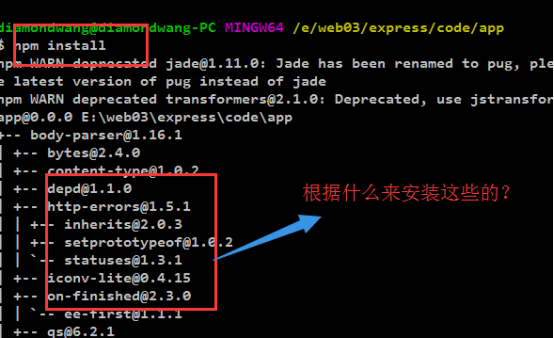 diamondwang@diamondwang-PC MINGW64 /e/web03/express/code/app
$ npm install
npm WARN deprecated jade@1.11.0: Jade has been renamed to pug, ple
e latest version of pug instead of jade
npm WARN deprecated transformers@2.1.0: Deprecated, use jstransfor
app@0.0.0 E:\web03\express\code\app
+-- body-parser@1.16.1
| +-- bytes@2.4.0
| +-- content-type@1.0.2
| +-- depd@1.1.0
| +-- http-errors@1.5.1
| | +-- inherits@2.0.3
| | +-- setprototypeof@1.0.2
| | `-- statuses@1.3.1
| +-- iconv-lite@0.4.15
| +-- on-finished@2.3.0
| | `-- ee-first@1.1.1
| +-- qs@6.2.1
根据什么来安装这些的？